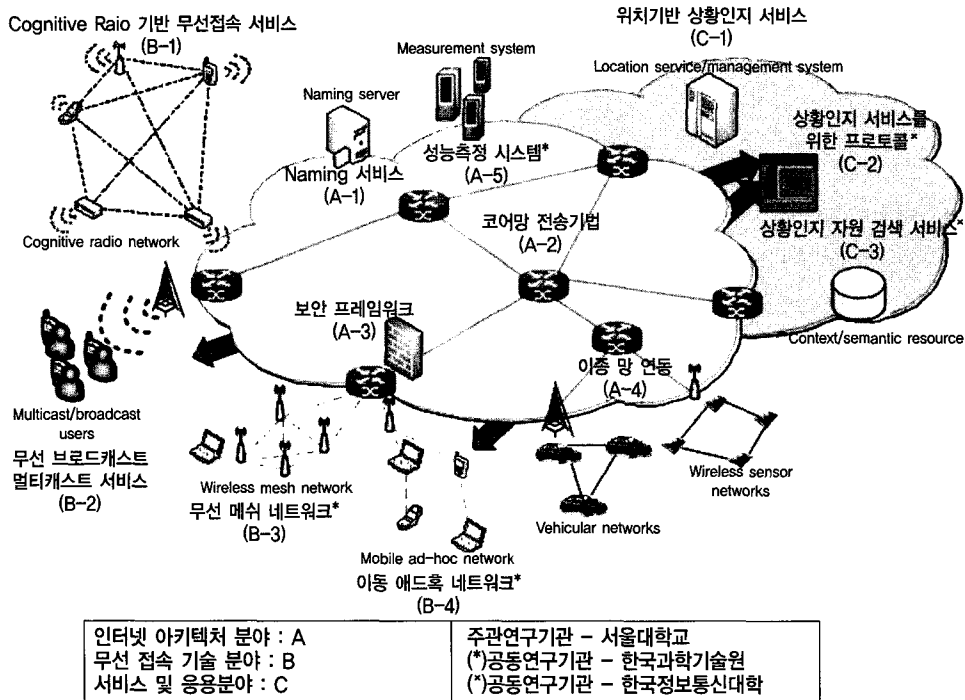 Cognitive Raio 기반 무선접속 서비스
(B-1)
Cognitive radio network
Measurement system
성능측정 시스템*
(A-5)
Naming server
Naming 서비스
(A-1)
위치기반 상황인지 서비스
(C-1)
Location service/management system
상황인지 서비스를
위한 프로토콜*
(C-2)
상황인지 자원 검색 서비스*
(C-3)
Context/semantic resource
코어망 전송기법
(A-2)
보안 프레임워크
(A-3)
이종 망 연동
(A-4)
Multicast/broadcast
users
무선 브로드캐스트
멀티캐스트 서비스
(B-2)
Wireless mesh network
무선 메쉬 네트워크*
(B-3)
Mobile ad-hoc network
이동 애드혹 네트워크*
(B-4)
Vehicular networks
Wireless sensor
networks
인터넷 아키텍처 분야 : A
무선 접속 기술 분야 : B
서비스 및 응용분야 : C
주관연구기관 - 서울대학교
(*)공동연구기관 - 한국과학기술원
(*)공동연구기관 - 한국정보통신대학